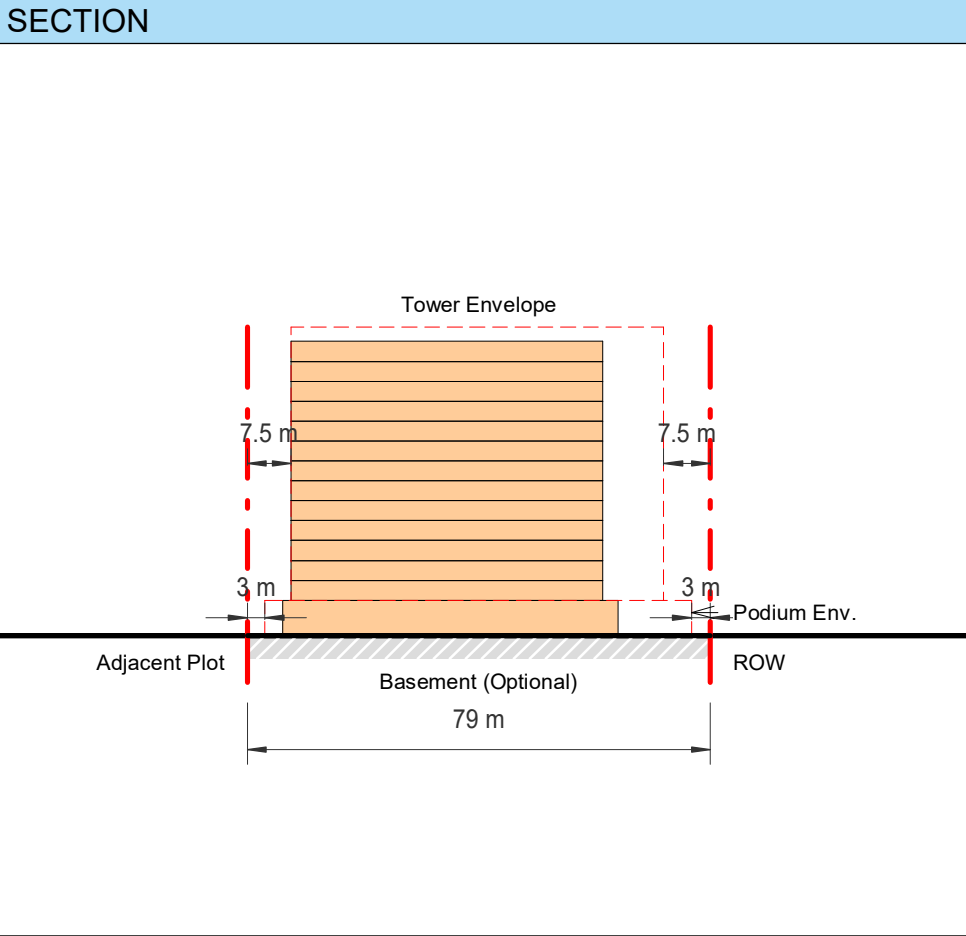 SECTION
Tower Envelope
7.5 m
7.5 m
3 m
3 m
Podium Env.
Adjacent Plot
ROW
Basement (Optional)
79 m